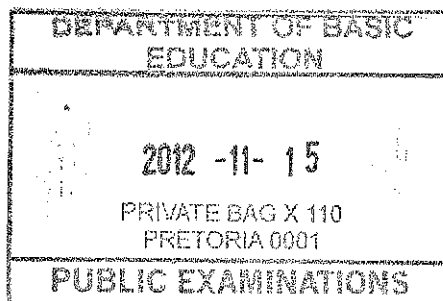 DEPARTMENT OF BASIC
EDUCATION
2012 -11- 15
PRIVATE BAG X 110
PRETORIA 0001
PUBLIC EXAMINATIONS